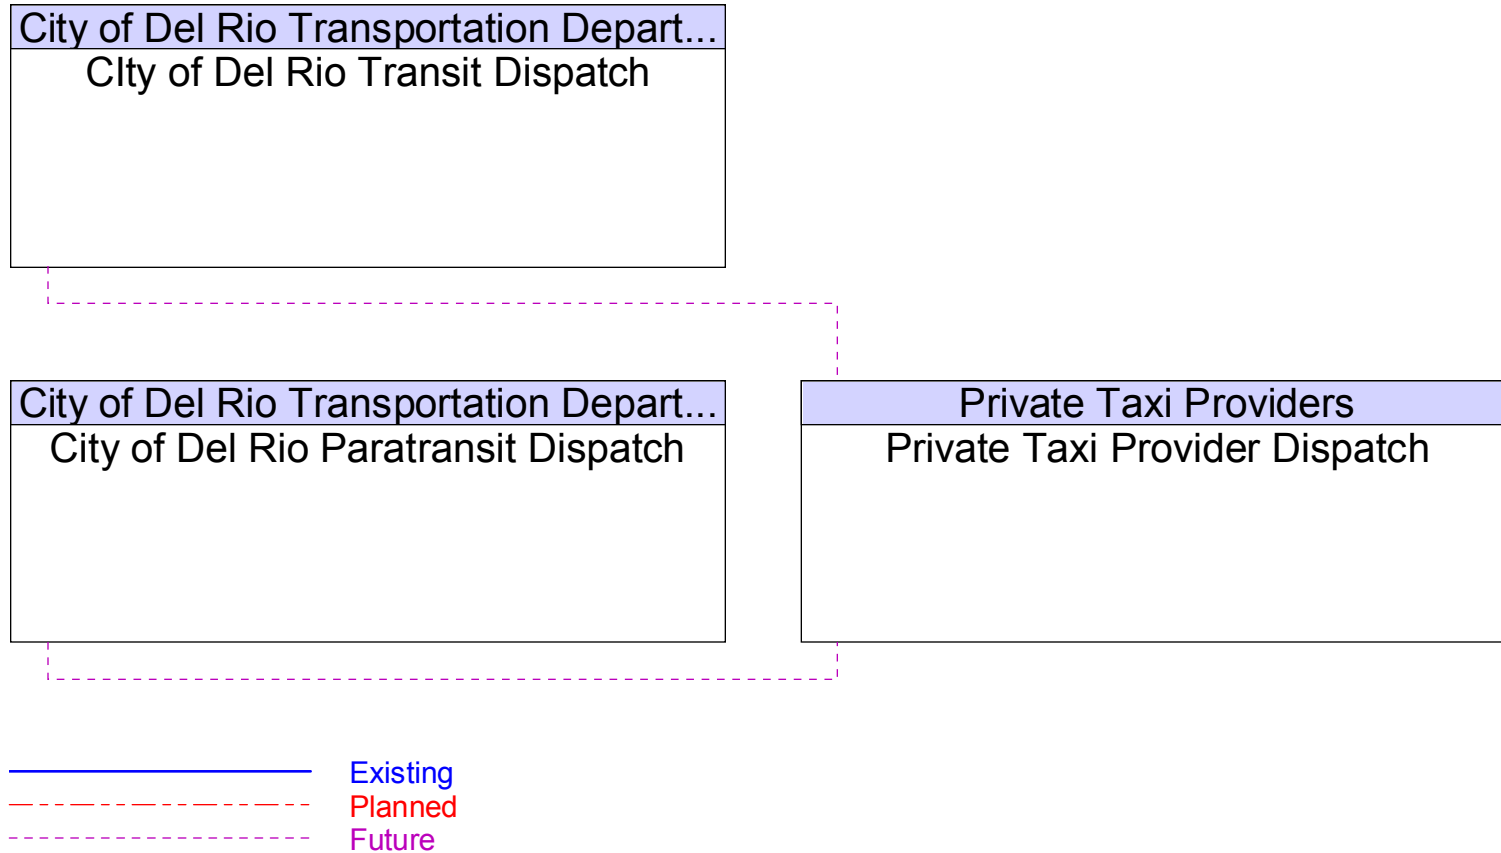 City of Del Rio Transportation Depart...
CIty of Del Rio Transit Dispatch
City of Del Rio Transportation Depart...
City of Del Rio Paratransit Dispatch
Private Taxi Providers
Private Taxi Provider Dispatch
Existing
Planned
Future